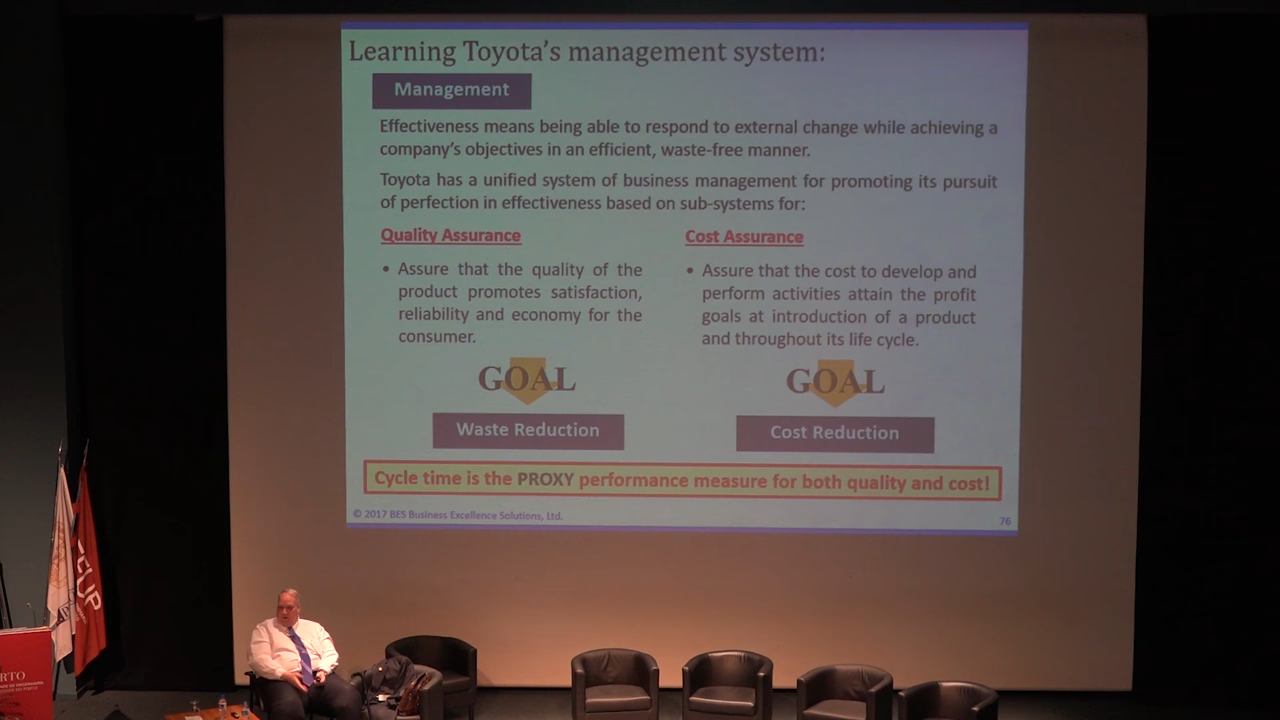 Learning Toyota's management system:
Management
Effectiveness means being able to respond to external change while achieving a
company's objectives in an efficient, waste-free manner.
Toyota has a unified system of business management for promoting its pursuit
of perfection in effectiveness based on sub-systems for:
Quality Assurance
• Assure that the quality of the
product promotes satisfaction,
reliability and economy for the
consumer.
GOAL
Waste Reduction
Cost Assurance
• Assure that the cost to develop and
perform activities attain the profit
goals at introduction of a product
and throughout its life cycle.
GOAL
Cost Reduction
Cycle time is the PROXY performance measure for both quality and cost!
© 2017 BES Business Excellence Solutions, Ltd.
76